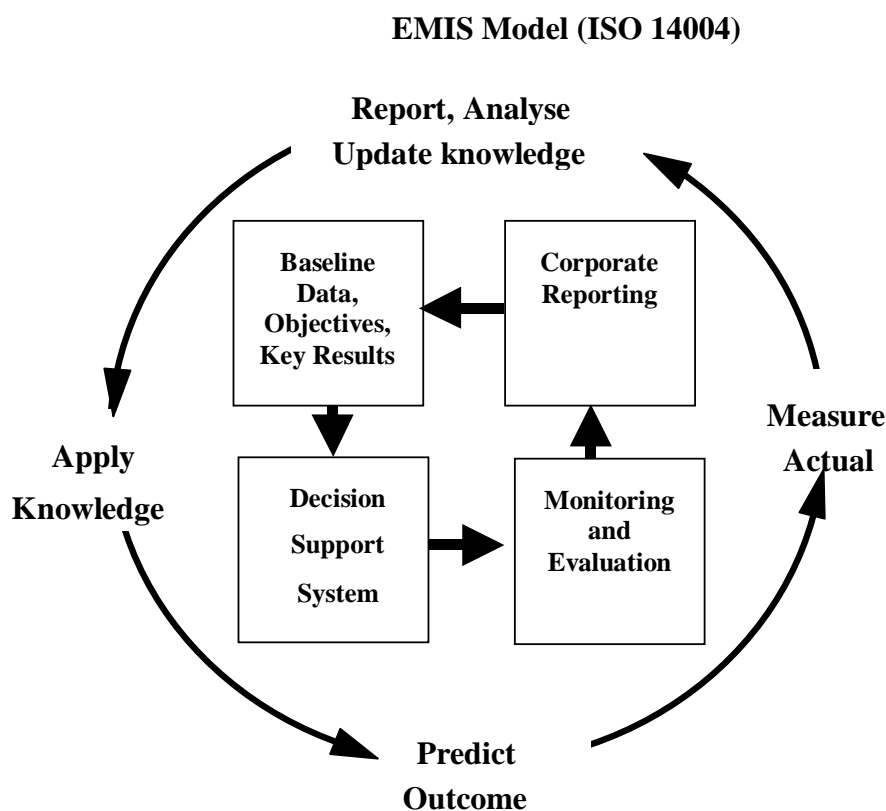 EMIS Model (ISO 14004)
Report, Analyse
Update knowledge
Baseline
Data,
Objectives,
Key Results
Corporate
Reporting
Apply
Knowledge
Measure
Actual
Decision
Support
System
Monitoring
and
Evaluation
Predict
Outcome